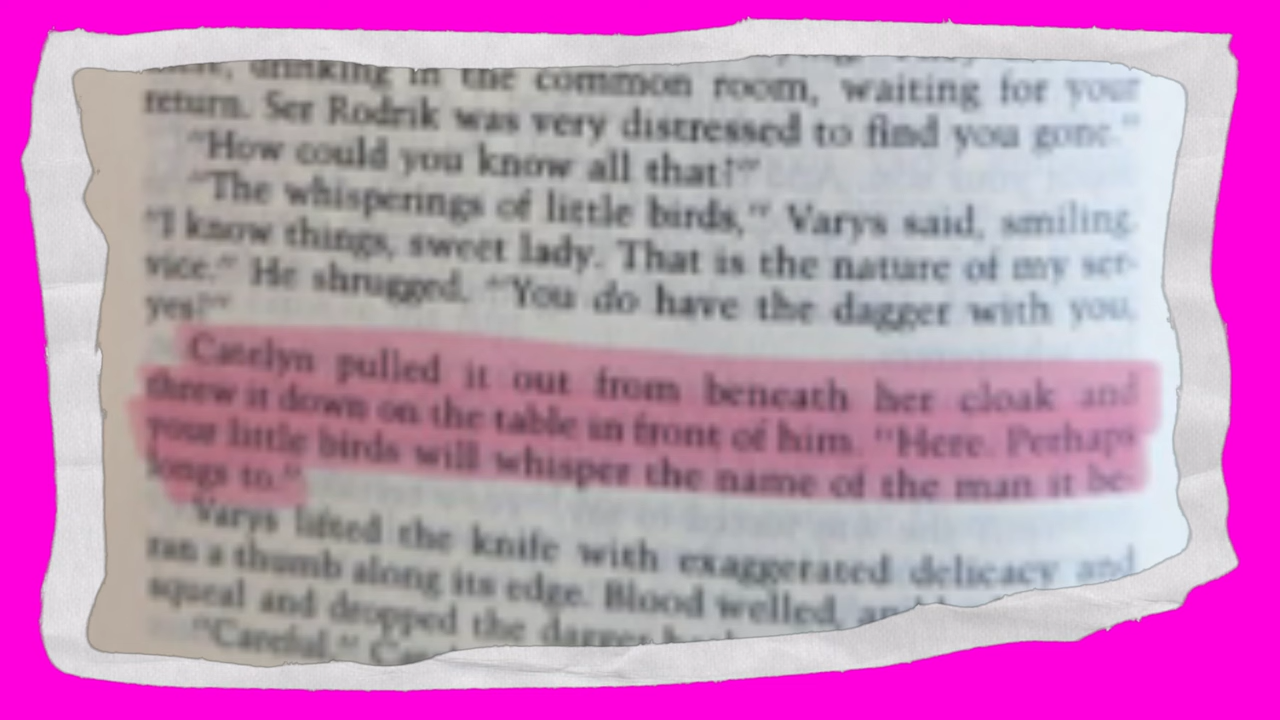 drinking in the common room, waiting for your
return. Ser Rodrik was very distressed to find you gone."
"How could you know all that?"
"The whisperings of little birds," Varys said, smiling.
"I know things, sweet lady. That is the nature of my ser-
vice." He shrugged. "You do have the dagger with you,
yes?"
Catelyn pulled it out from beneath her cloak and
threw it down on the table in front of him. "Here. Perhaps
your little birds will whisper the name of the man it be-
longs to."
Varys lifted the knife with exaggerated delicacy and
ran a thumb along its edge. Blood welled,
squeal and dropped the dagger
"Careful,"